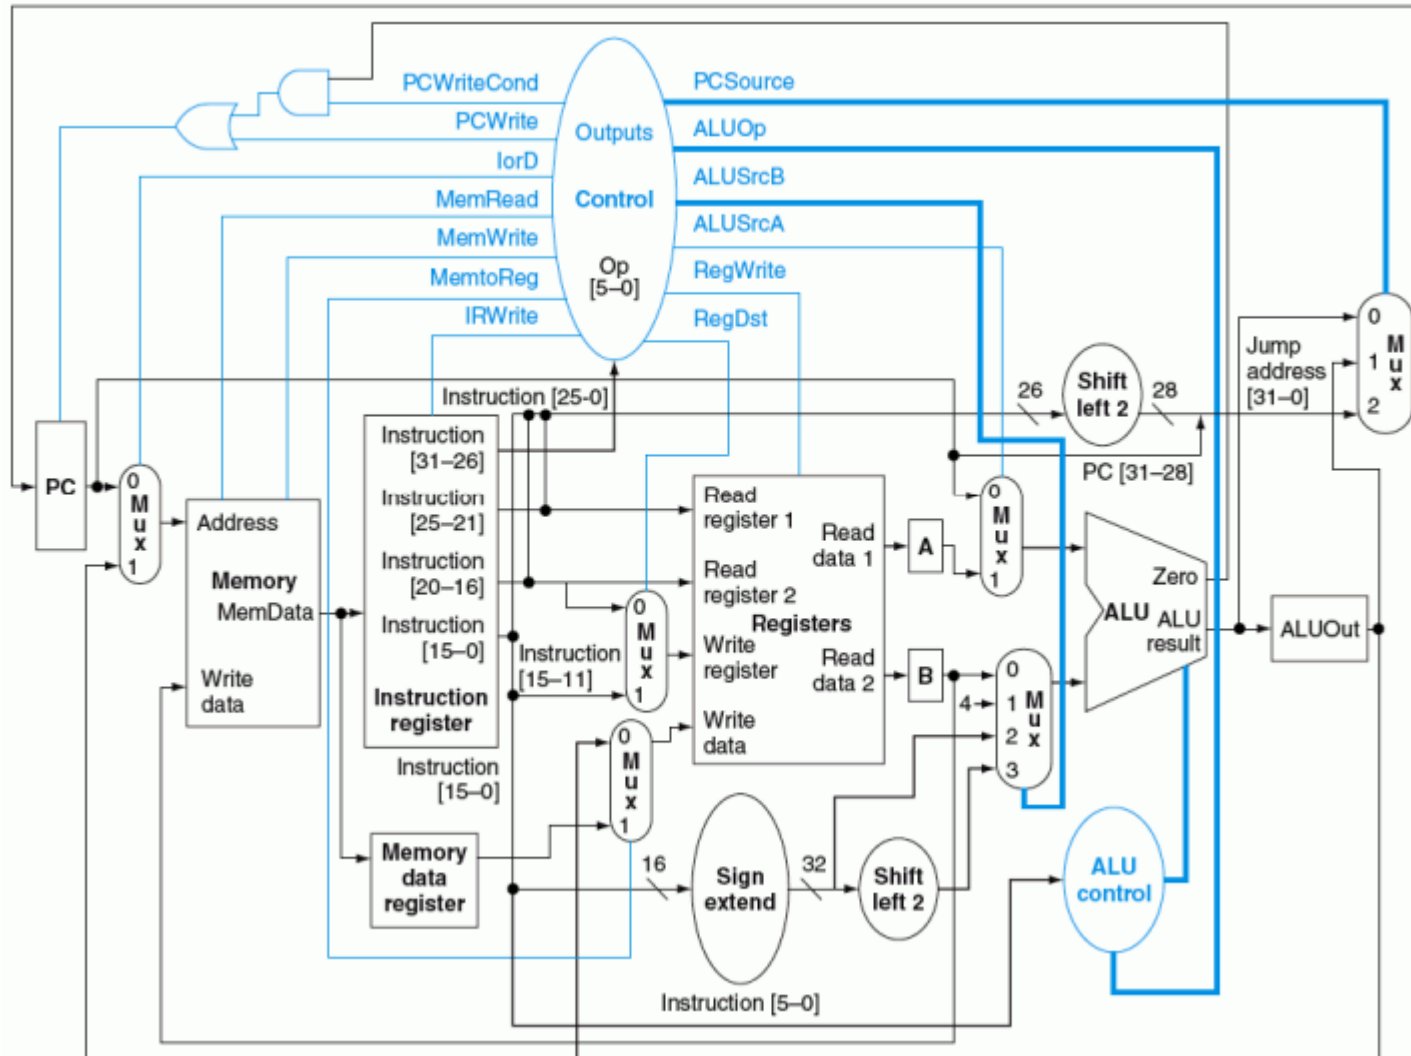 PCWriteCond
PCWrite
IorD
MemRead
MemWrite
MemtoReg
IRWrite
Outputs
Control
Op
[5–0]
PCSource
ALUOp
ALUSrcB
ALUSrcA
RegWrite
RegDst
Instruction [25-0]
26
Shift
left 2
28
Jump
address
[31–0]
0
1
2
M
u
x
PC [31–28]
PC
0
M
u
x
1
Address
Memory
MemData
Write
data
Instruction
[31–26]
Instruction
[25–21]
Instruction
[20–16]
Instruction
[15–0]
Instruction
register
Instruction
[15–0]
Instruction
[15–11]
0
M
u
x
1
0
M
u
x
1
Memory
data
register
Read
register 1
Read
register 2
Registers
Write
register
Write
data
Read
data 1
Read
data 2
A
B
0
M
u
x
1
4
0
1
2
3
M
u
x
Zero
ALU
ALU
result
ALUOut
16
Sign
extend
32
Shift
left 2
ALU
control
Instruction [5–0]